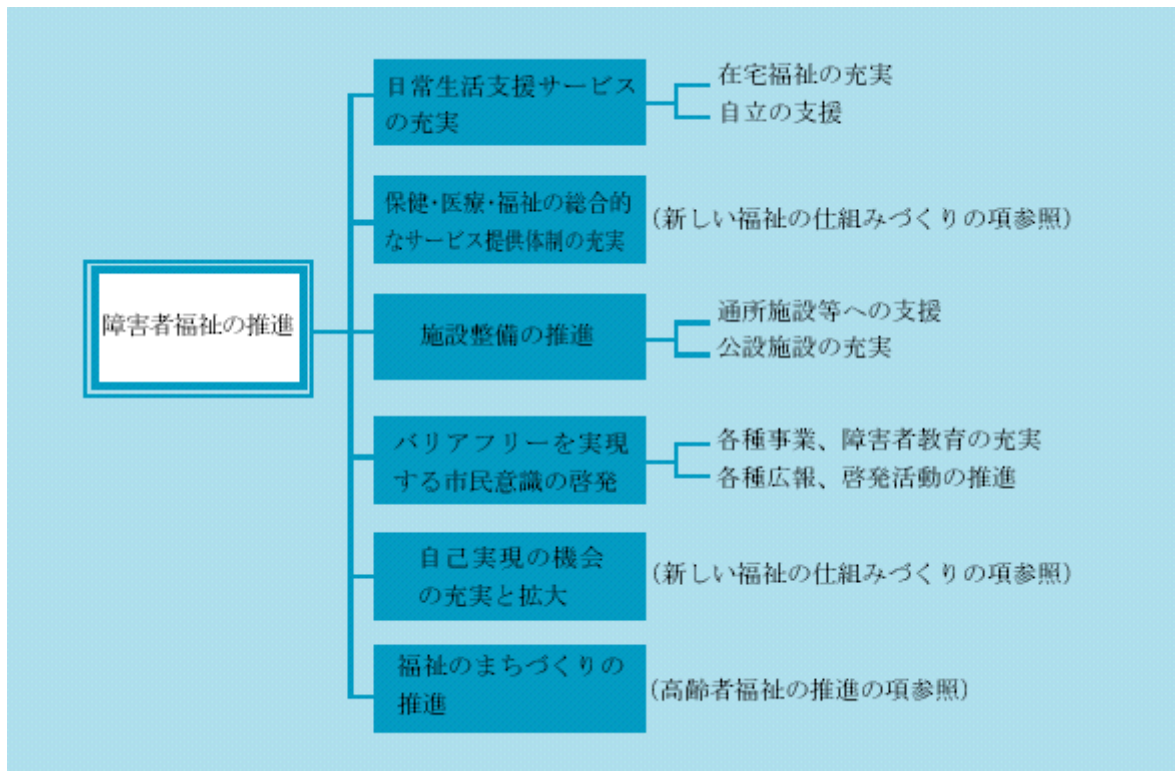 障害者福祉の推進
日常生活支援サービス
の充実
在宅福祉の充実
自立の支援
保健・医療・福祉の総合的
なサービス提供体制の充実
(新しい福祉の仕組みづくりの項参照)
施設整備の推進
通所施設等への支援
公設施設の充実
バリアフリーを実現
する市民意識の啓発
各種事業、障害者教育の充実
各種広報、啓発活動の推進
自己実現の機会
の充実と拡大
(新しい福祉の仕組みづくりの項参照)
福祉のまちづくりの
推進
(高齢者福祉の推進の項参照)